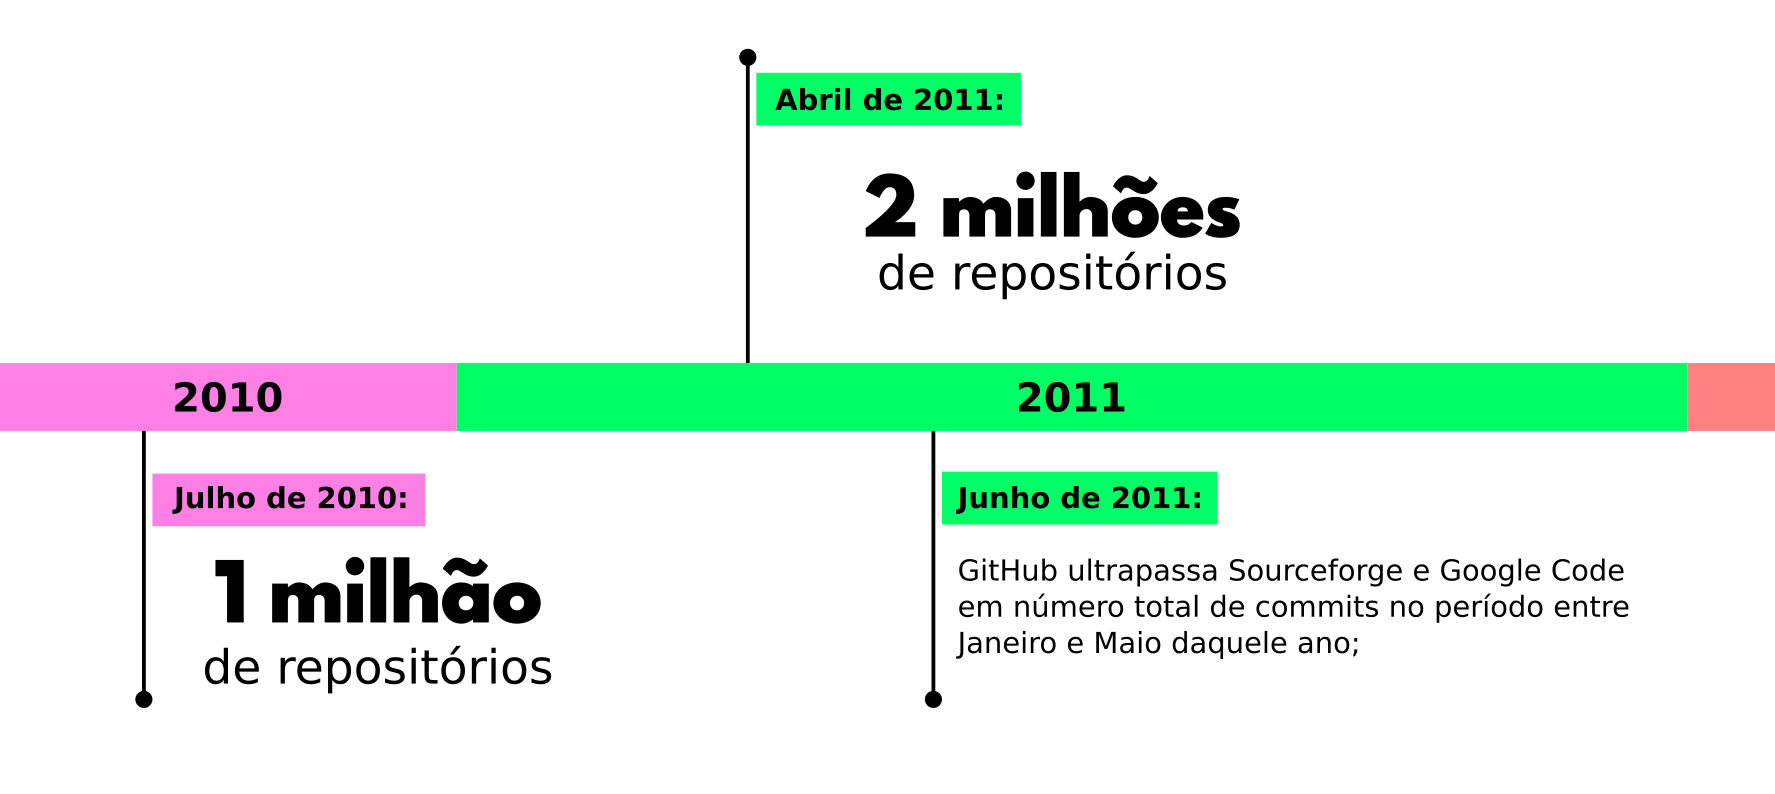 Abril de 2011:
2 milhões
de repositórios
2010
2011
Julho de 2010:
1 milhão
de repositórios
Junho de 2011:
GitHub ultrapassa Sourceforge e Google Code
em número total de commits no período entre
Janeiro e Maio daquele ano;